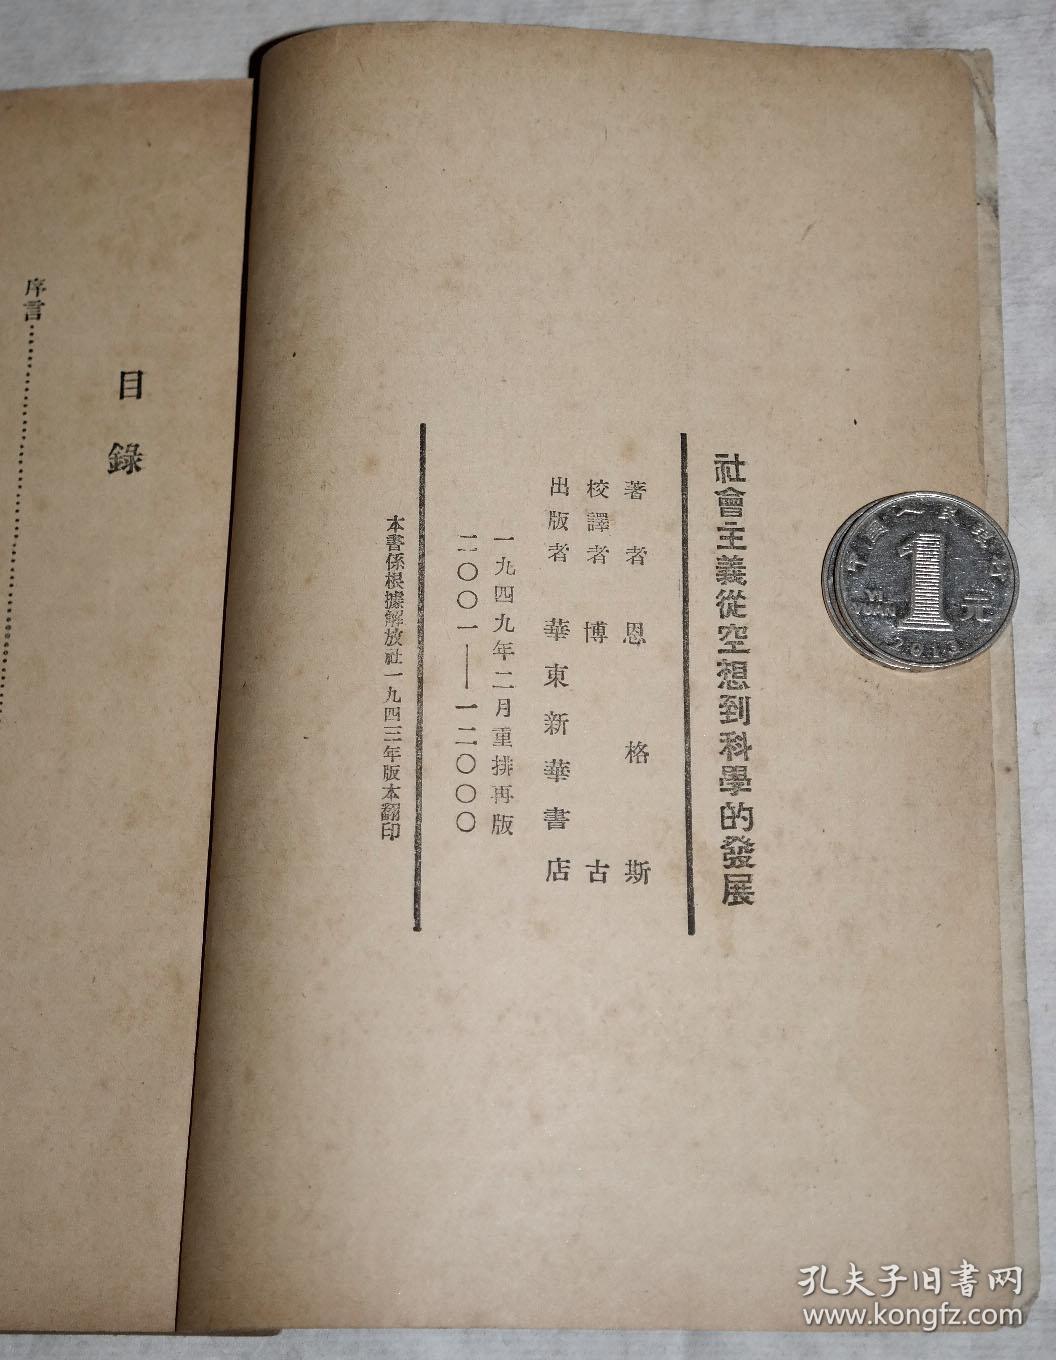 社會主義從空想到科學的發展
著者 恩格斯
校譯者 博古
出版者 華東新華書店
一九四九年二月重排再版
二〇〇一——一二〇〇〇
本書係根據解放社一九四三年版本翻印
目錄
序言
中国人民银行
YI YUAN
1元
孔夫子旧书网
www.kongfz.com